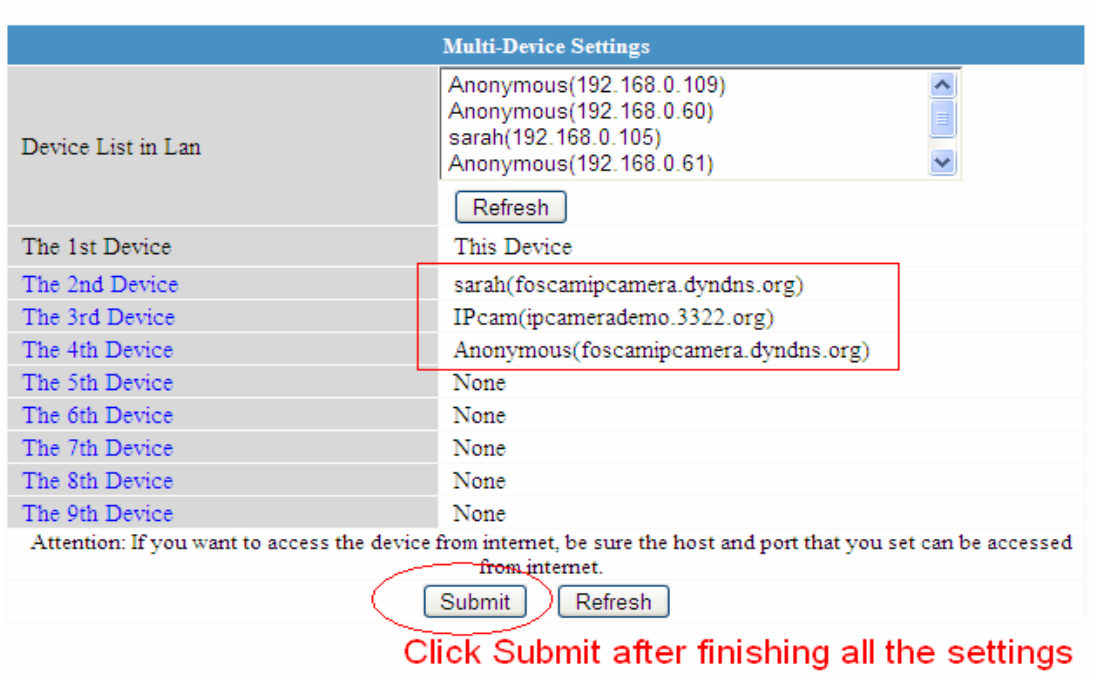 Multi-Device Settings
Device List in Lan
Anonymous(192.168.0.109)
Anonymous(192.168.0.60)
sarah(192.168.0.105)
Anonymous(192.168.0.61)
Refresh
The 1st Device This Device
The 2nd Device sarah(foscamipcamera.dyndns.org)
The 3rd Device IPcam(ipcamerademo.3322.org)
The 4th Device Anonymous(foscamipcamera.dyndns.org)
The 5th Device None
The 6th Device None
The 7th Device None
The 8th Device None
The 9th Device None
Attention: If you want to access the device from internet, be sure the host and port that you set can be accessed
from internet.
Submit Refresh
Click Submit after finishing all the settings